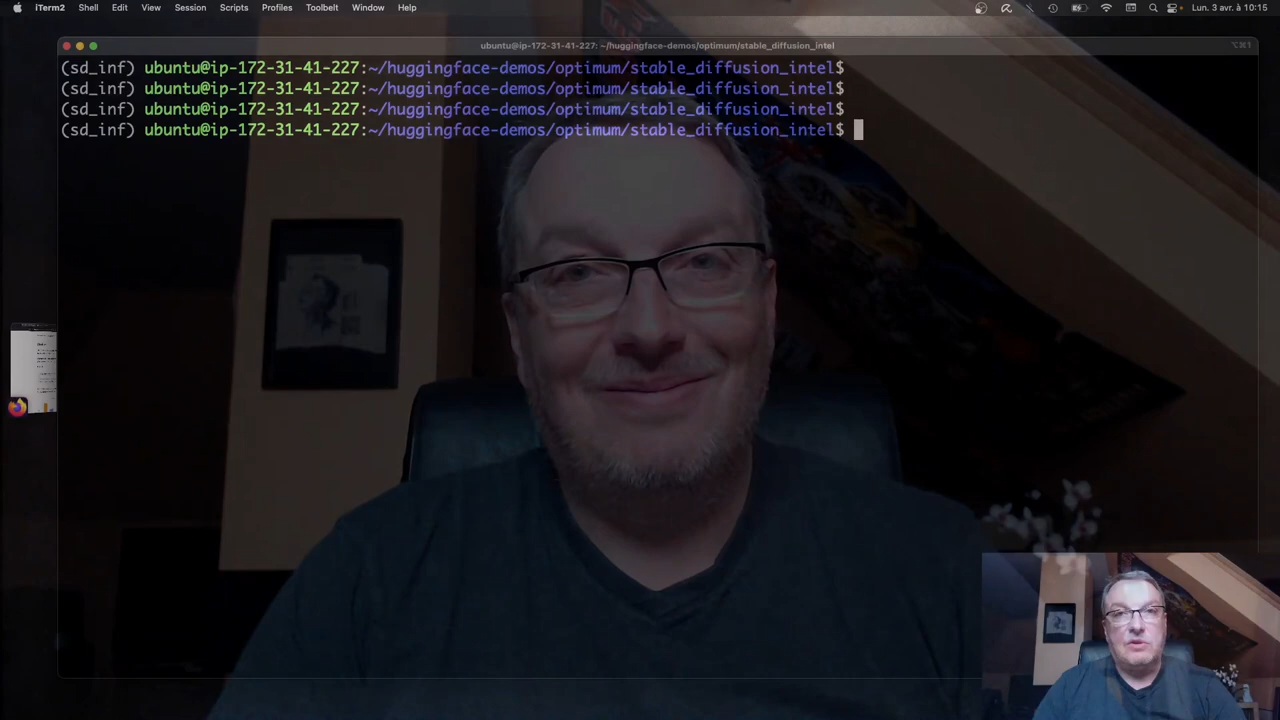 iTerm2 Shell Edit View Session Scripts Profiles Toolbelt Window Help Lun. 3 avr. à 10:15
ubuntu@ip-172-31-41-227: ~/huggingface-demos/optimum/stable_diffusion_intel ⌥⌘1
(sd_inf) ubuntu@ip-172-31-41-227:~/huggingface-demos/optimum/stable_diffusion_intel$
(sd_inf) ubuntu@ip-172-31-41-227:~/huggingface-demos/optimum/stable_diffusion_intel$
(sd_inf) ubuntu@ip-172-31-41-227:~/huggingface-demos/optimum/stable_diffusion_intel$
(sd_inf) ubuntu@ip-172-31-41-227:~/huggingface-demos/optimum/stable_diffusion_intel$